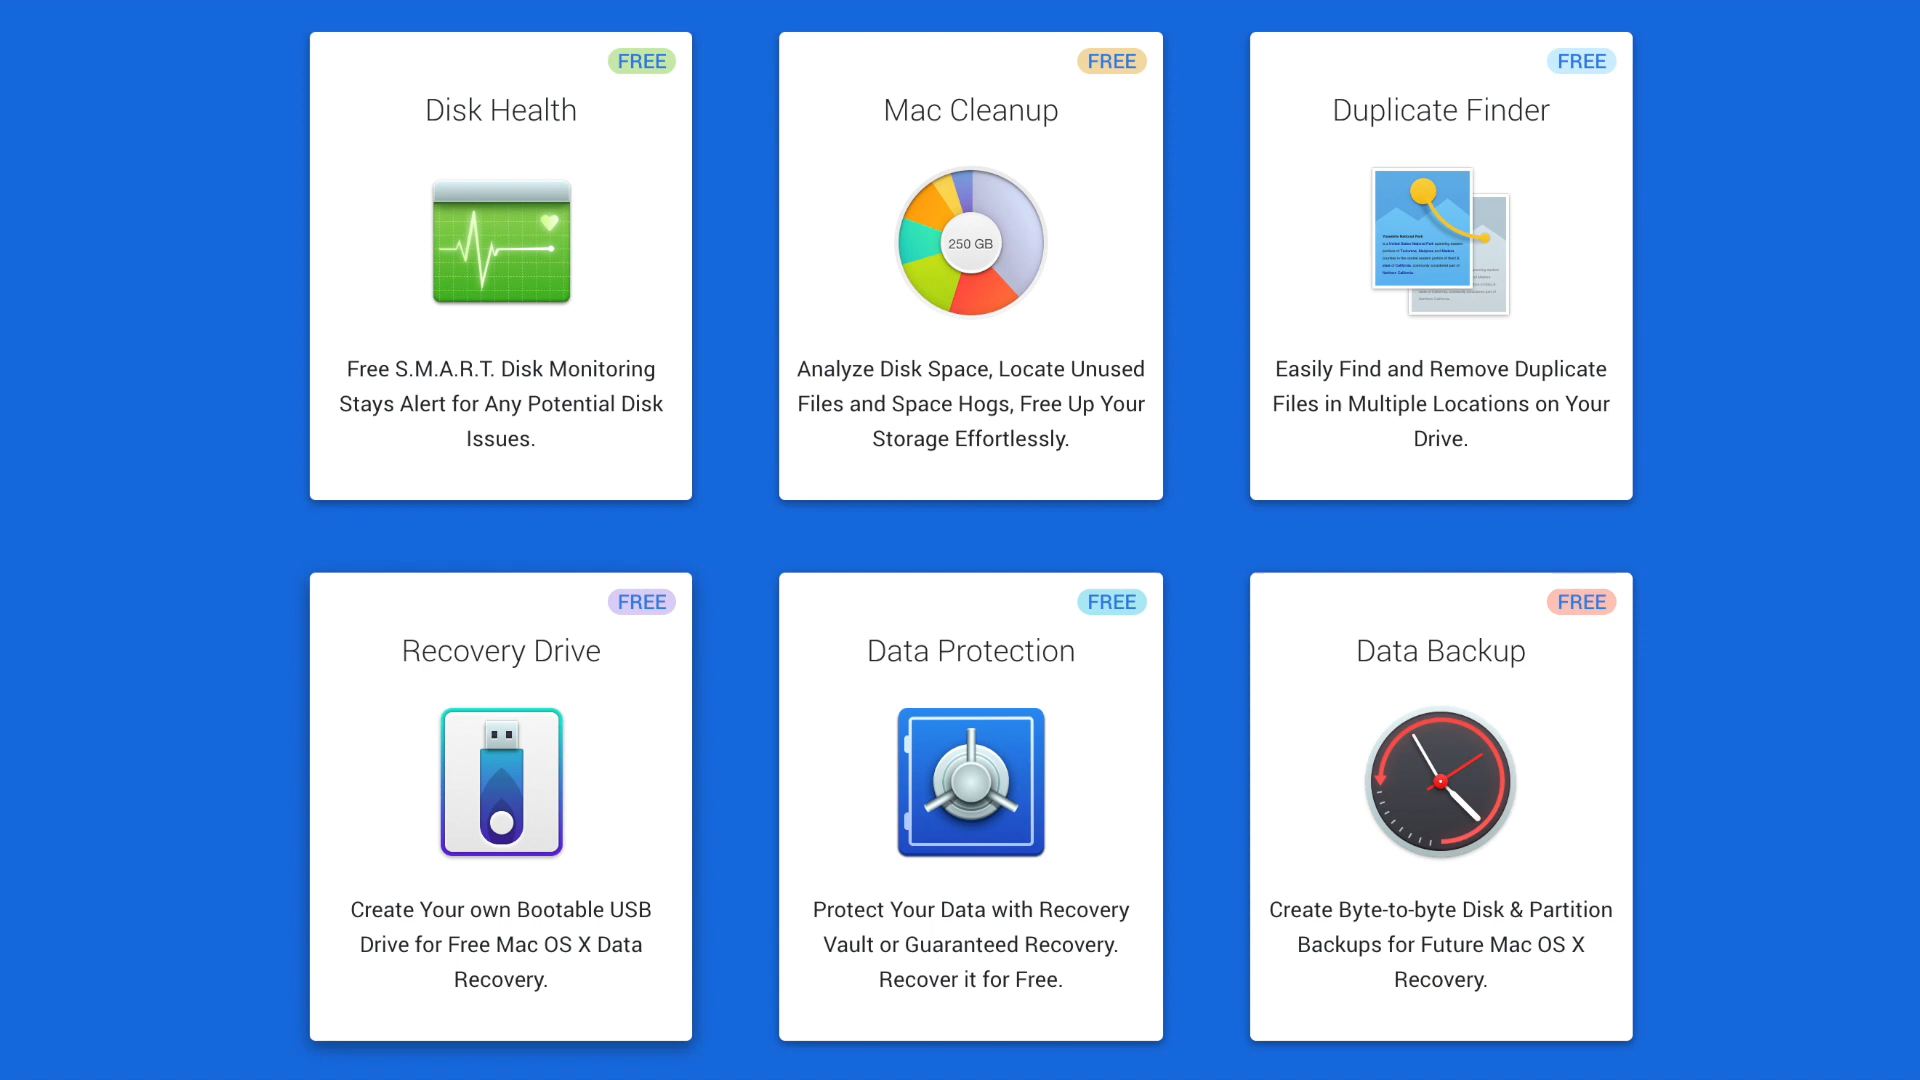 FREE
Disk Health
Free S.M.A.R.T. Disk Monitoring
Stays Alert for Any Potential Disk
Issues.
FREE
Mac Cleanup
250 GB
Analyze Disk Space, Locate Unused
Files and Space Hogs, Free Up Your
Storage Effortlessly.
FREE
Duplicate Finder
Yosemite National Park
Easily Find and Remove Duplicate
Files in Multiple Locations on Your
Drive.
FREE
Recovery Drive
Create Your own Bootable USB
Drive for Free Mac OS X Data
Recovery.
FREE
Data Protection
Protect Your Data with Recovery
Vault or Guaranteed Recovery.
Recover it for Free.
FREE
Data Backup
Create Byte-to-byte Disk & Partition
Backups for Future Mac OS X
Recovery.